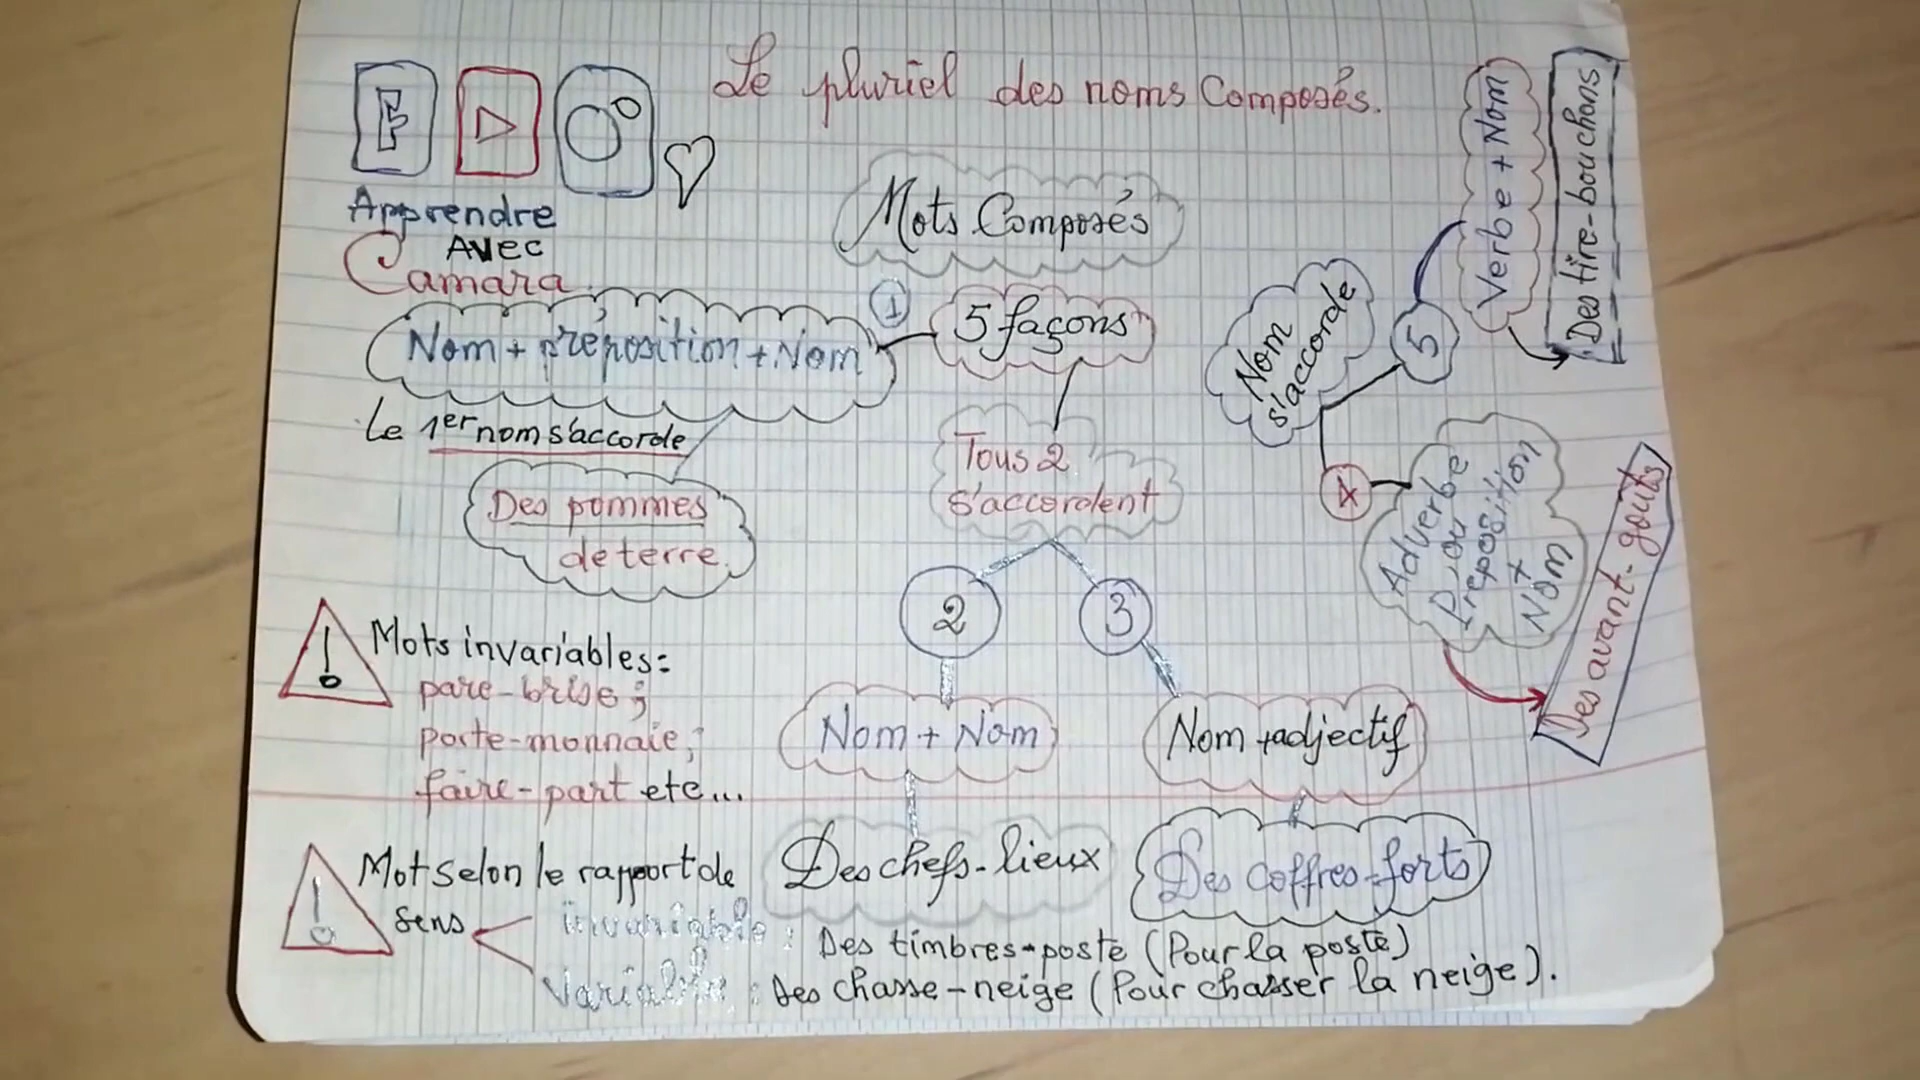 Le pluriel des noms Composés.
F
Apprendre
AVEC
Camara
Mots Composés
1
5 façons
Nom + préposition + Nom
Le 1er nom s'accorde
Des pommes
de terre
Tous 2
s'accordent
2
3
Nom + Nom
Nom +adjectif
Des chefs-lieux
Des coffres-forts
Nom
s'accorde
5
Verbe + Nom
Des tire-bouchons
4
Adverbe
ou
Préposition
+
Nom
Des avant-gouts
! Mots invariables:
pare-brise;
porte-monnaie;
faire-part etc...
! Mot selon le rapport de
sens
invariable : Des timbres-poste (Pour la poste)
Variable : Des chasse-neige (Pour chasser la neige).